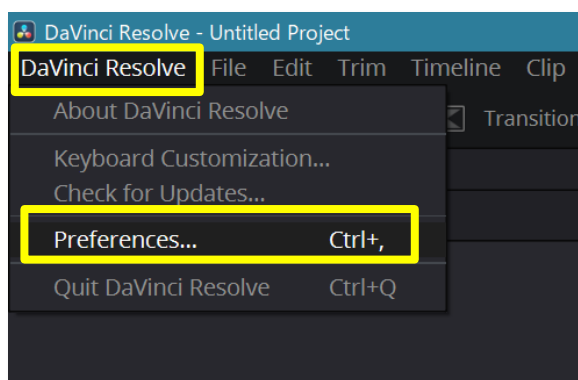 DaVinci Resolve - Untitled Project
DaVinci Resolve File Edit Trim Timeline Clip
About DaVinci Resolve
Transition
Keyboard Customization...
Check for Updates...
Preferences... Ctrl+,
Quit DaVinci Resolve Ctrl+Q